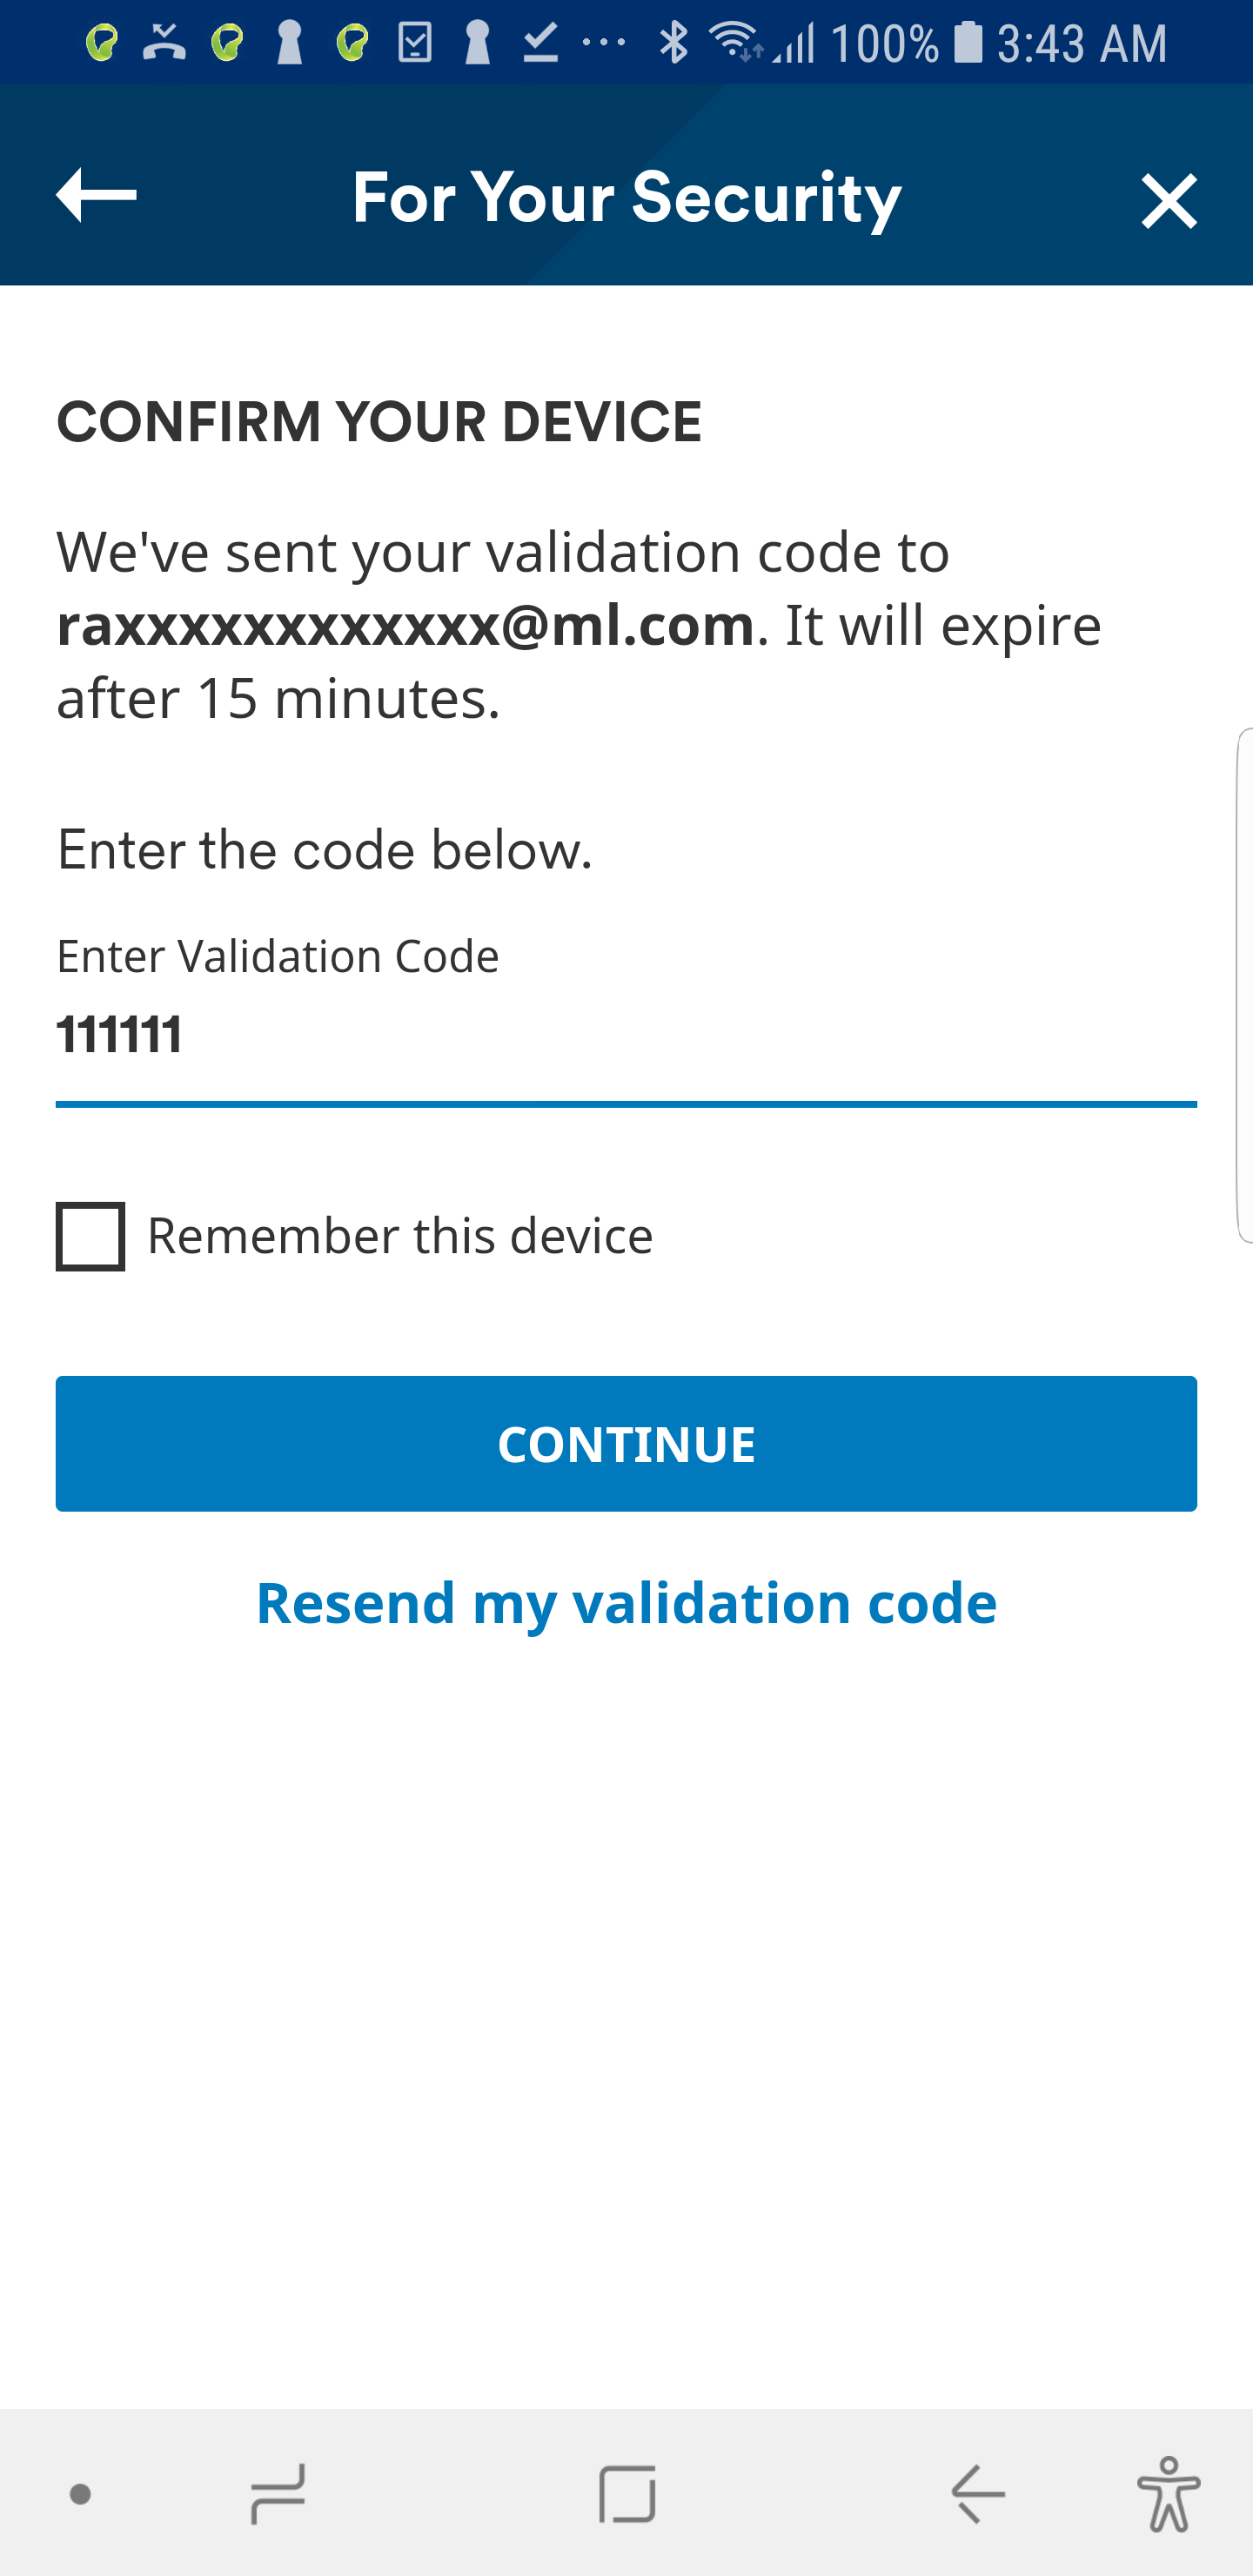 100% 3:43 AM
For Your Security
CONFIRM YOUR DEVICE
We've sent your validation code to
raxxxxxxxxxxxx@ml.com. It will expire
after 15 minutes.
Enter the code below.
Enter Validation Code
111111
Remember this device
CONTINUE
Resend my validation code